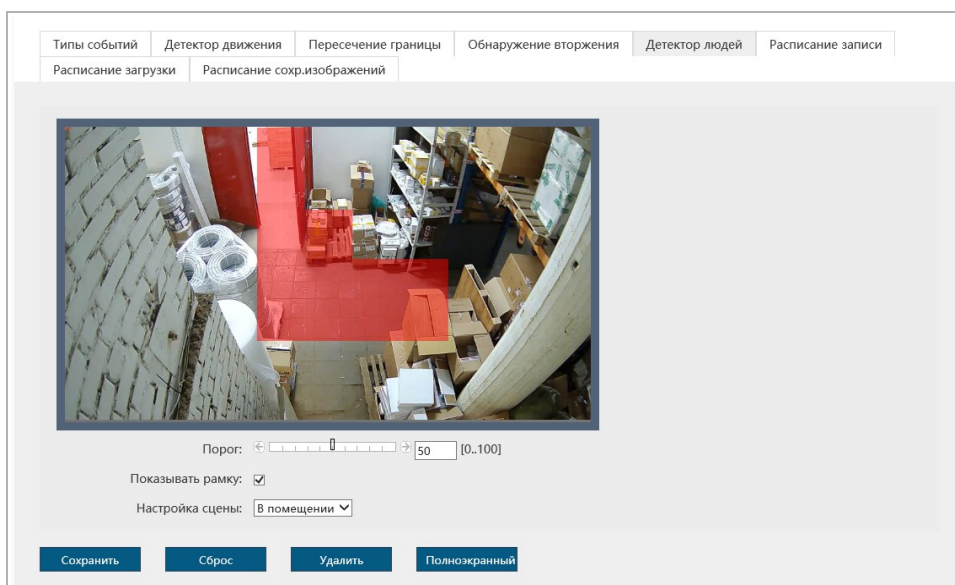 Типы событий Детектор движения Пересечение границы Обнаружение вторжения Детектор людей Расписание записи
Расписание загрузки Расписание сохр.изображений
Порог: 50 [0..100]
Показывать рамку:
Настройка сцены: В помещении
Сохранить Сброс Удалить Полноэкранный